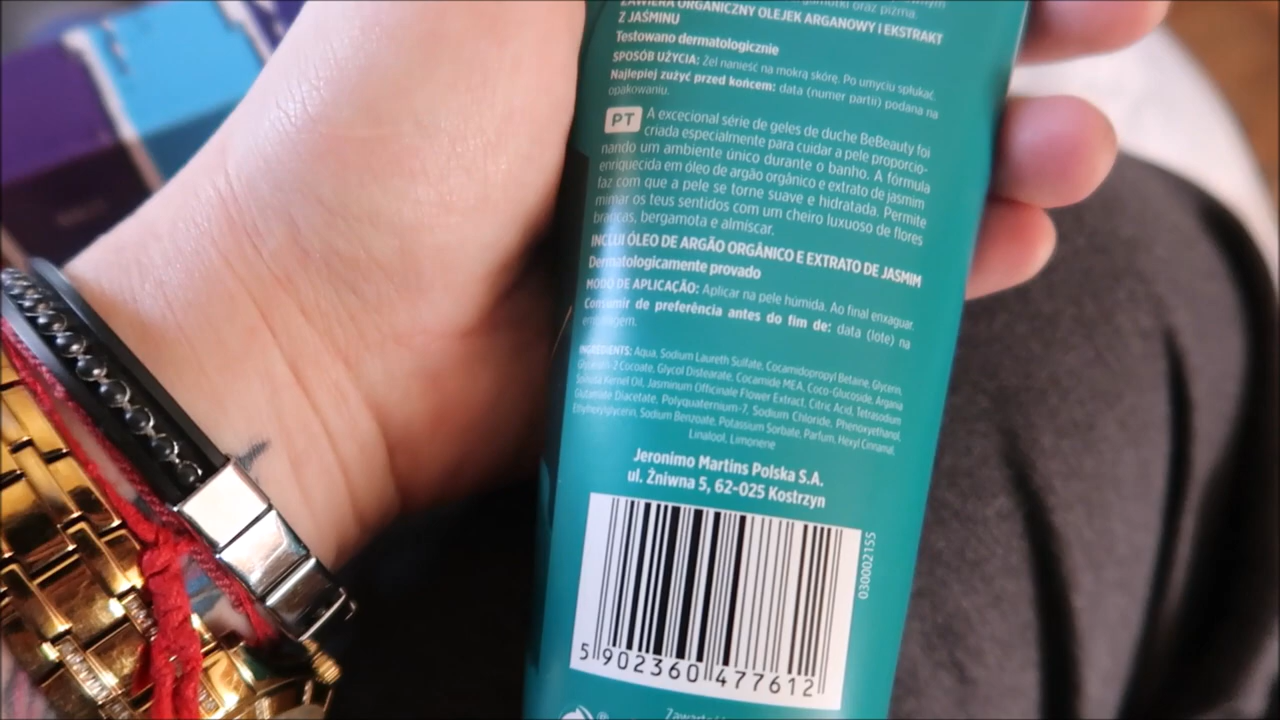 ZAWIERA ORGANICZNY OLEJEK ARGANOWY I EKSTRAKT
Z JAŚMINU
Testowano dermatologicznie
SPOSÓB UŻYCIA: Żel nanieść na mokrą skórę. Po umyciu spłukać.
Najlepiej zużyć przed końcem: data (numer partii) podana na
opakowaniu.
PT A excecional série de geles de duche BeBeauty foi
criada especialmente para cuidar a pele proporcio-
nando um ambiente único durante o banho. A fórmula
enriquecida em óleo de argão orgânico e extrato de jasmim
faz com que a pele se torne suave e hidratada. Permite
mimar os teus sentidos com um cheiro luxuoso de flores
brancas, bergamota e almiscar.
INCLUI ÓLEO DE ARGÃO ORGÂNICO E EXTRATO DE JASMIM
Dermatologicamente provado
MODO DE APLICAÇÃO: Aplicar na pele húmida. Ao final enxaguar.
Consumir de preferência antes do fim de: data (lote) na
embalagem.
INGREDIENTS: Aqua, Sodium Laureth Sulfate, Cocamidopropyl Betaine, Glycerin,
Cocoate, Glycol Distearate, Cocamide MEA, Coco-Glucoside, Argania
Spinosa Kernel Oil, Jasminum Officinale Flower Extract, Citric Acid, Tetrasodium
Glutamate Diacetate, Polyquaternium-7, Sodium Chloride, Phenoxyethanol,
Ethylhexylglycerin, Sodium Benzoate, Potassium Sorbate, Parfum, Hexyl Cinnamal,
Linalool, Limonene
Jeronimo Martins Polska S.A.
ul. Żniwna 5, 62-025 Kostrzyn
030002155
5 902360 477612